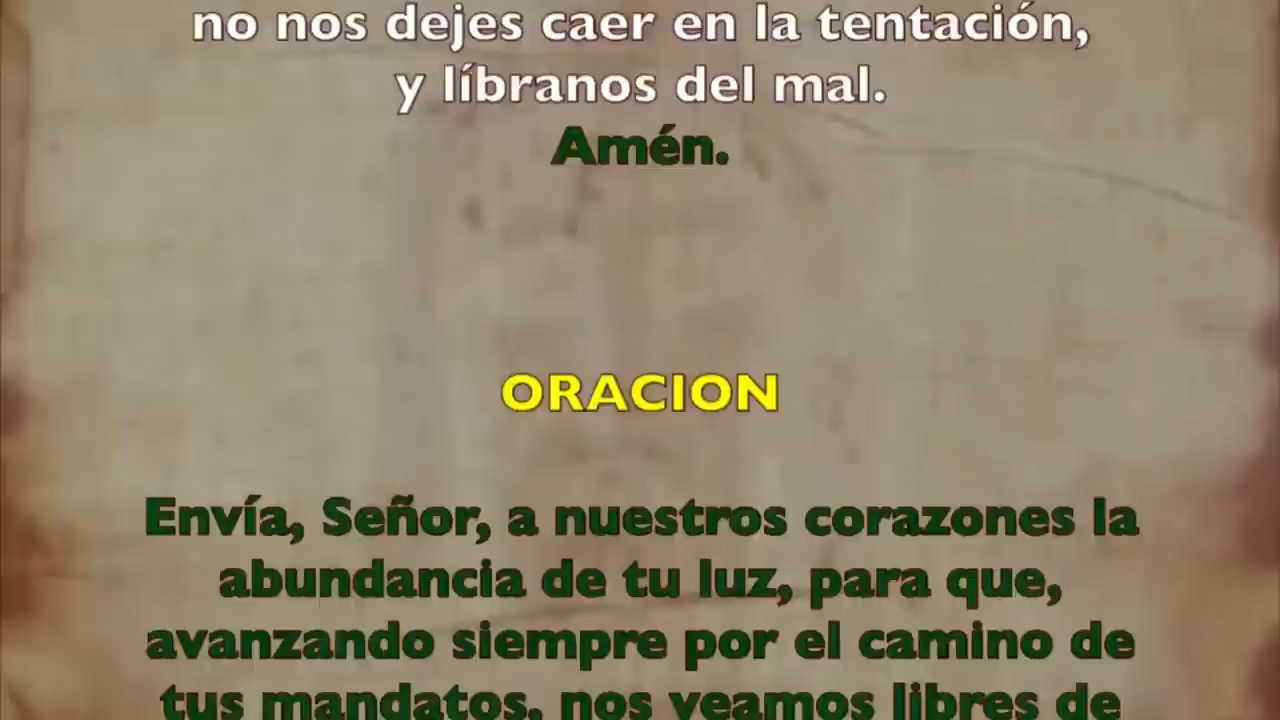 no nos dejes caer en la tentación,
y líbranos del mal.
Amén.
ORACION
Envía, Señor, a nuestros corazones la
abundancia de tu luz, para que,
avanzando siempre por el camino de
tus mandatos, nos veamos libres de